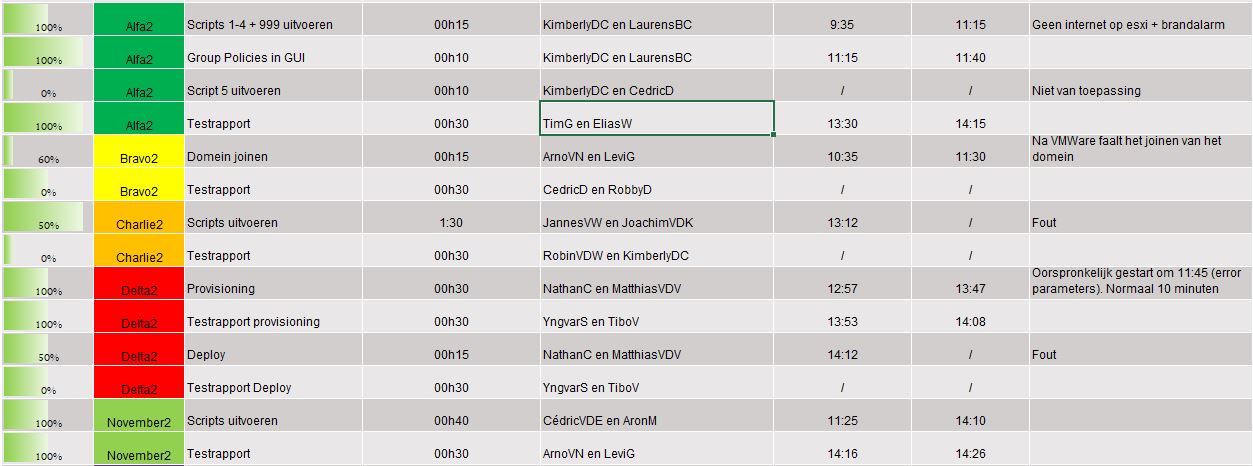 100% Alfa2 Scripts 1-4 + 999 uitvoeren 00h15 KimberlyDC en LaurensBC 9:35 11:15 Geen internet op esxi + brandalarm
100% Alfa2 Group Policies in GUI 00h10 KimberlyDC en LaurensBC 11:15 11:40
0% Alfa2 Script 5 uitvoeren 00h10 KimberlyDC en CedricD / / Niet van toepassing
100% Alfa2 Testrapport 00h30 TimG en EliasW 13:30 14:15
60% Bravo2 Domein joinen 00h15 ArnoVN en LeviG 10:35 11:30 Na VMWare faalt het joinen van het
domein
0% Bravo2 Testrapport 00h30 CedricD en RobbyD / /
50% Charlie2 Scripts uitvoeren 1:30 JannesVW en JoachimVDK 13:12 / Fout
0% Charlie2 Testrapport 00h30 RobinVDW en KimberlyDC / /
100% Delta2 Provisioning 00h30 NathanC en MatthiasVDV 12:57 13:47 Oorspronkelijk gestart om 11:45 (error
parameters). Normaal 10 minuten
100% Delta2 Testrapport provisioning 00h30 YngvarS en TiboV 13:53 14:08
50% Delta2 Deploy 00h15 NathanC en MatthiasVDV 14:12 / Fout
0% Delta2 Testrapport Deploy 00h30 YngvarS en TiboV / /
100% November2 Scripts uitvoeren 00h40 CédricVDE en AronM 11:25 14:10
100% November2 Testrapport 00h30 ArnoVN en LeviG 14:16 14:26